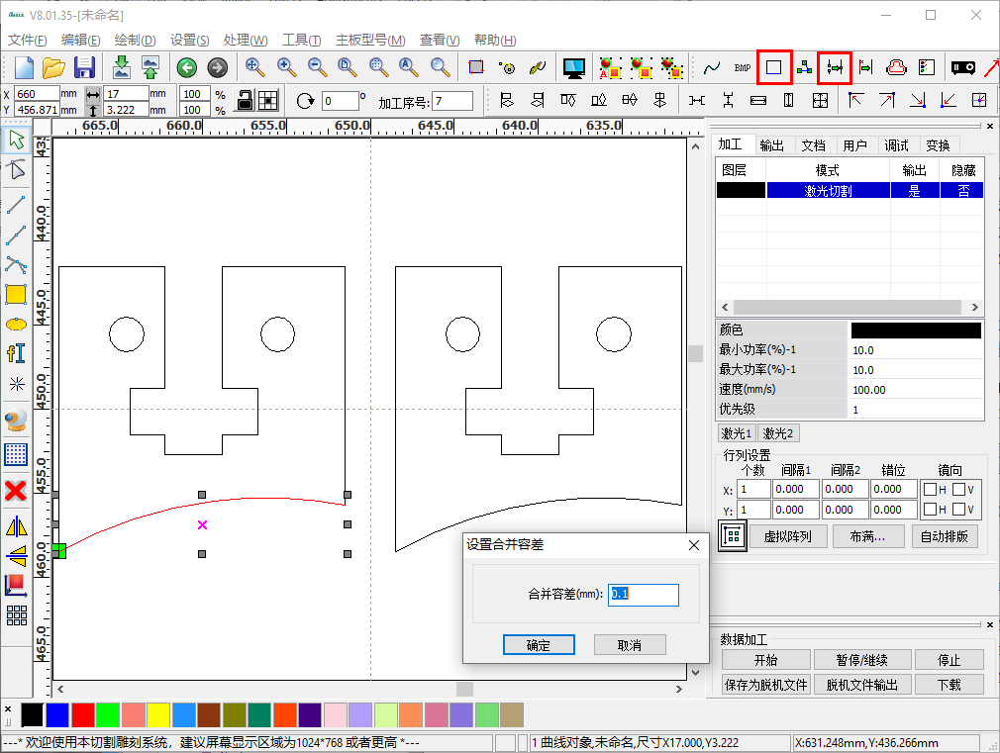 V8.01.35-[未命名]
文件(F) 编辑(E) 绘制(D) 设置(S) 处理(W) 工具(T) 主板型号(M) 查看(V) 帮助(H)
BMP
X 660 mm 17 mm 100 %
Y 456.871 mm 3.222 mm 100 %
0 ° 加工序号: 7
665.0 660.0 655.0 650.0 645.0 640.0 635.0
440.0
445.0
450.0
455.0
460.0
465.0
加工 输出 文档 用户 调试 变换
图层 模式 输出 隐藏
激光切割 是 否
颜色
最小功率(%)-1 10.0
最大功率(%)-1 10.0
速度(mm/s) 100.00
优先级 1
激光1 激光2
行列设置
个数 间隔1 间隔2 错位 镜向
X: 1 0.000 0.000 0.000 H V
Y: 1 0.000 0.000 0.000 H V
虚拟阵列 布满... 自动排版
设置合并容差
合并容差(mm): 0.1
确定 取消
数据加工
开始 暂停/继续 停止
保存为脱机文件 脱机文件输出 下载
---* 欢迎使用本切割雕刻系统，建议屏幕显示区域为1024*768 或者更高 *---
1 曲线对象,未命名,尺寸X17.000,Y3.222
X:631.248mm,Y:436.266mm